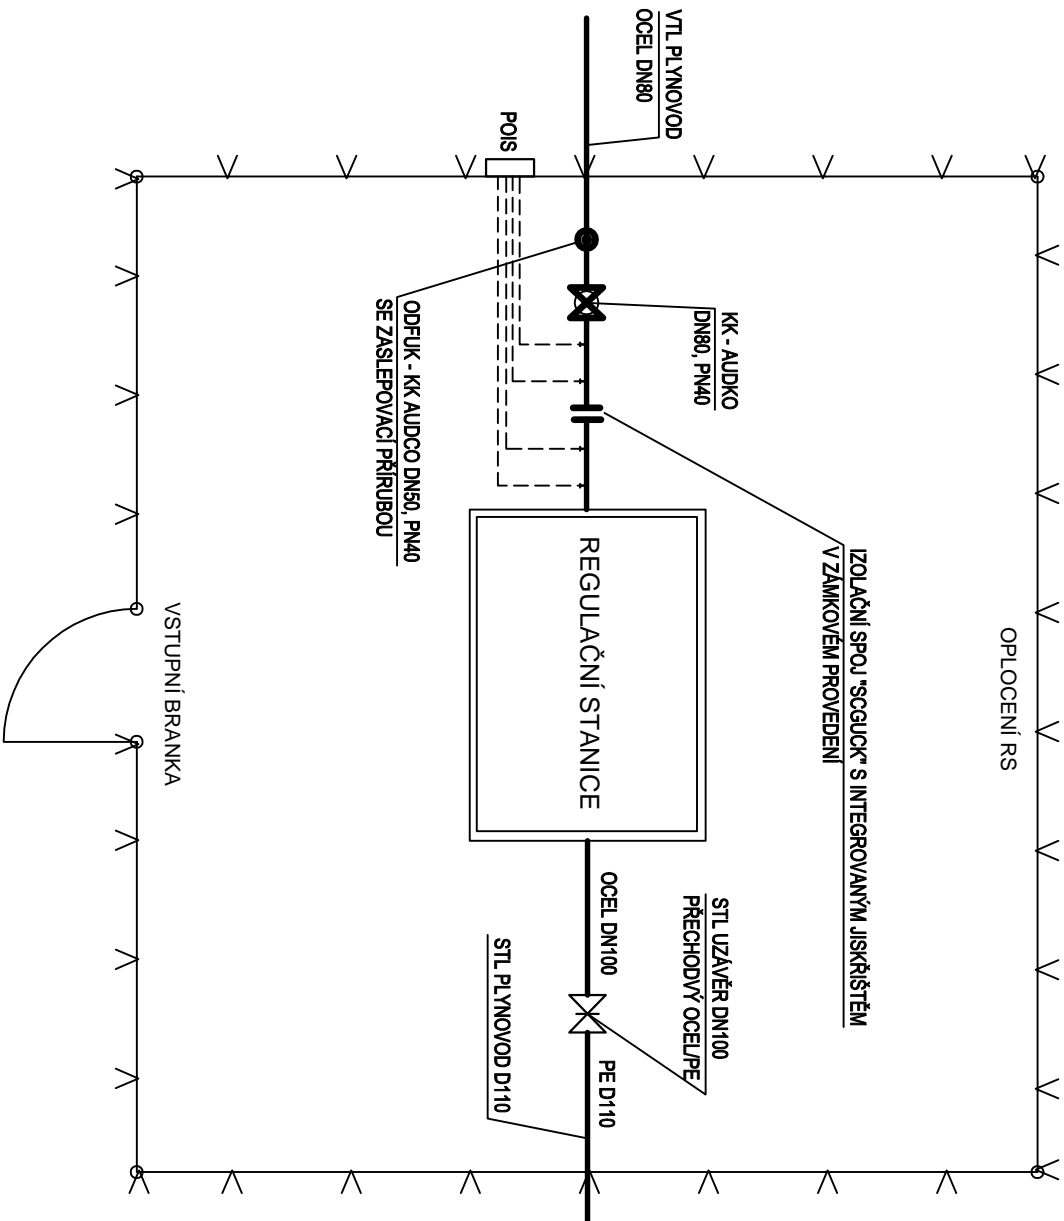 VTL PLYNOVOD
OCEL DN80
POIS
KK - AUDKO
DN80, PN40
ODFUK - KK AUDCO DN50, PN40
SE ZASLEPOVACÍ PŘÍRUBOU
IZOLAČNÍ SPOJ "SCGUCK" S INTEGROVANÝM JISKŘIŠTĚM
V ZÁMKOVÉM PROVEDENÍ
OPLOCENÍ RS
REGULAČNÍ STANICE
VSTUPNÍ BRANKA
OCEL DN100
STL UZÁVĚR DN100
PŘECHODVÝ OCEL/PE
PE D110
STL PLYNOVOD D110